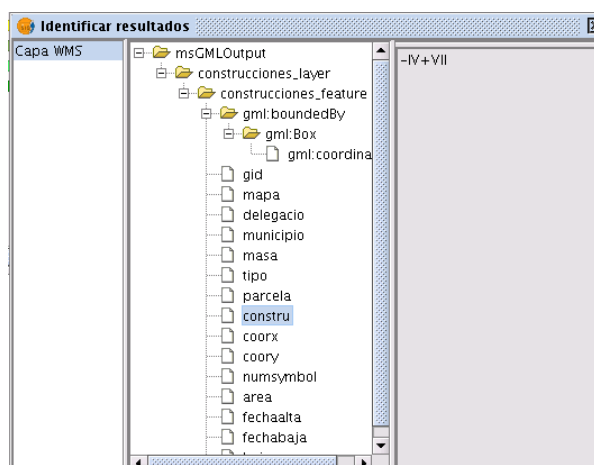 Identificar resultados
Capa WMS
msGMLOutput
construcciones_layer
construcciones_feature
gml:boundedBy
gml:Box
gml:coordina
gid
mapa
delegacio
municipio
masa
tipo
parcela
constru
coorx
coory
numsymbol
area
fechaalta
fechabaja
-IV+VII